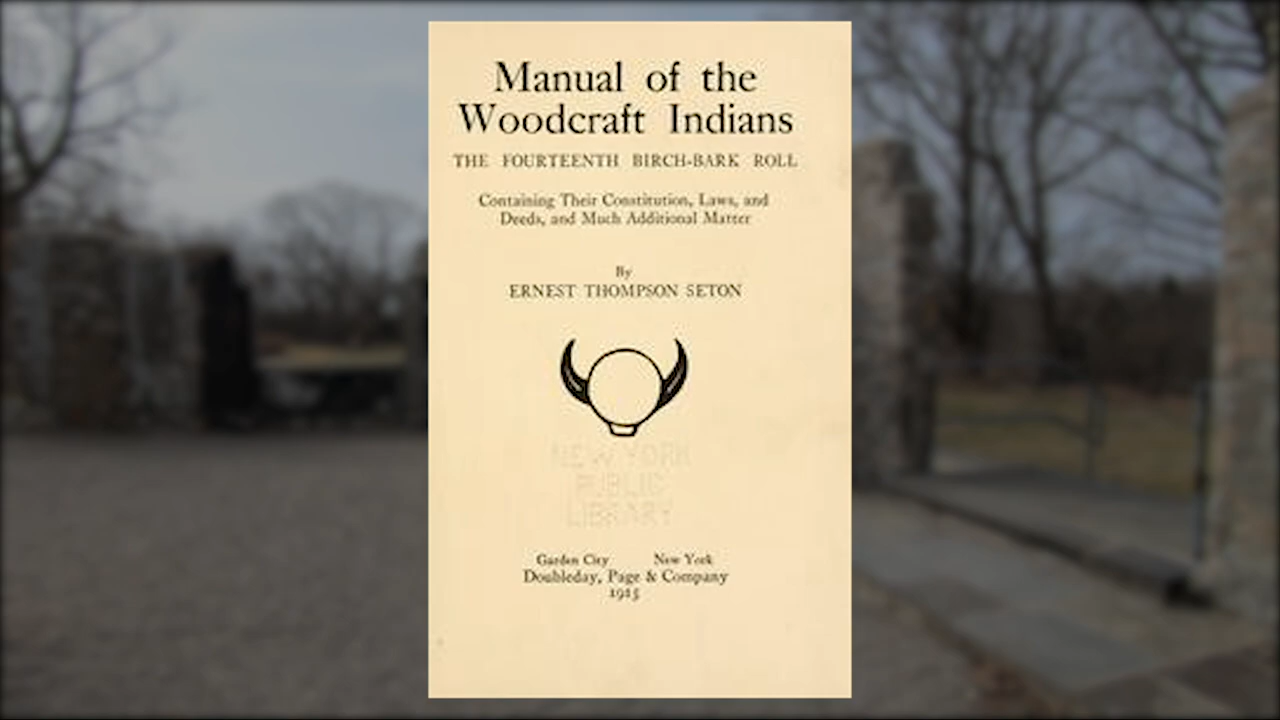 Manual of the
Woodcraft Indians
THE FOURTEENTH BIRCH-BARK ROLL
Containing Their Constitution, Laws, and
Deeds, and Much Additional Matter
By
ERNEST THOMPSON SETON
NEW YORK
PUBLIC
LIBRARY
Garden City New York
Doubleday, Page & Company
1915